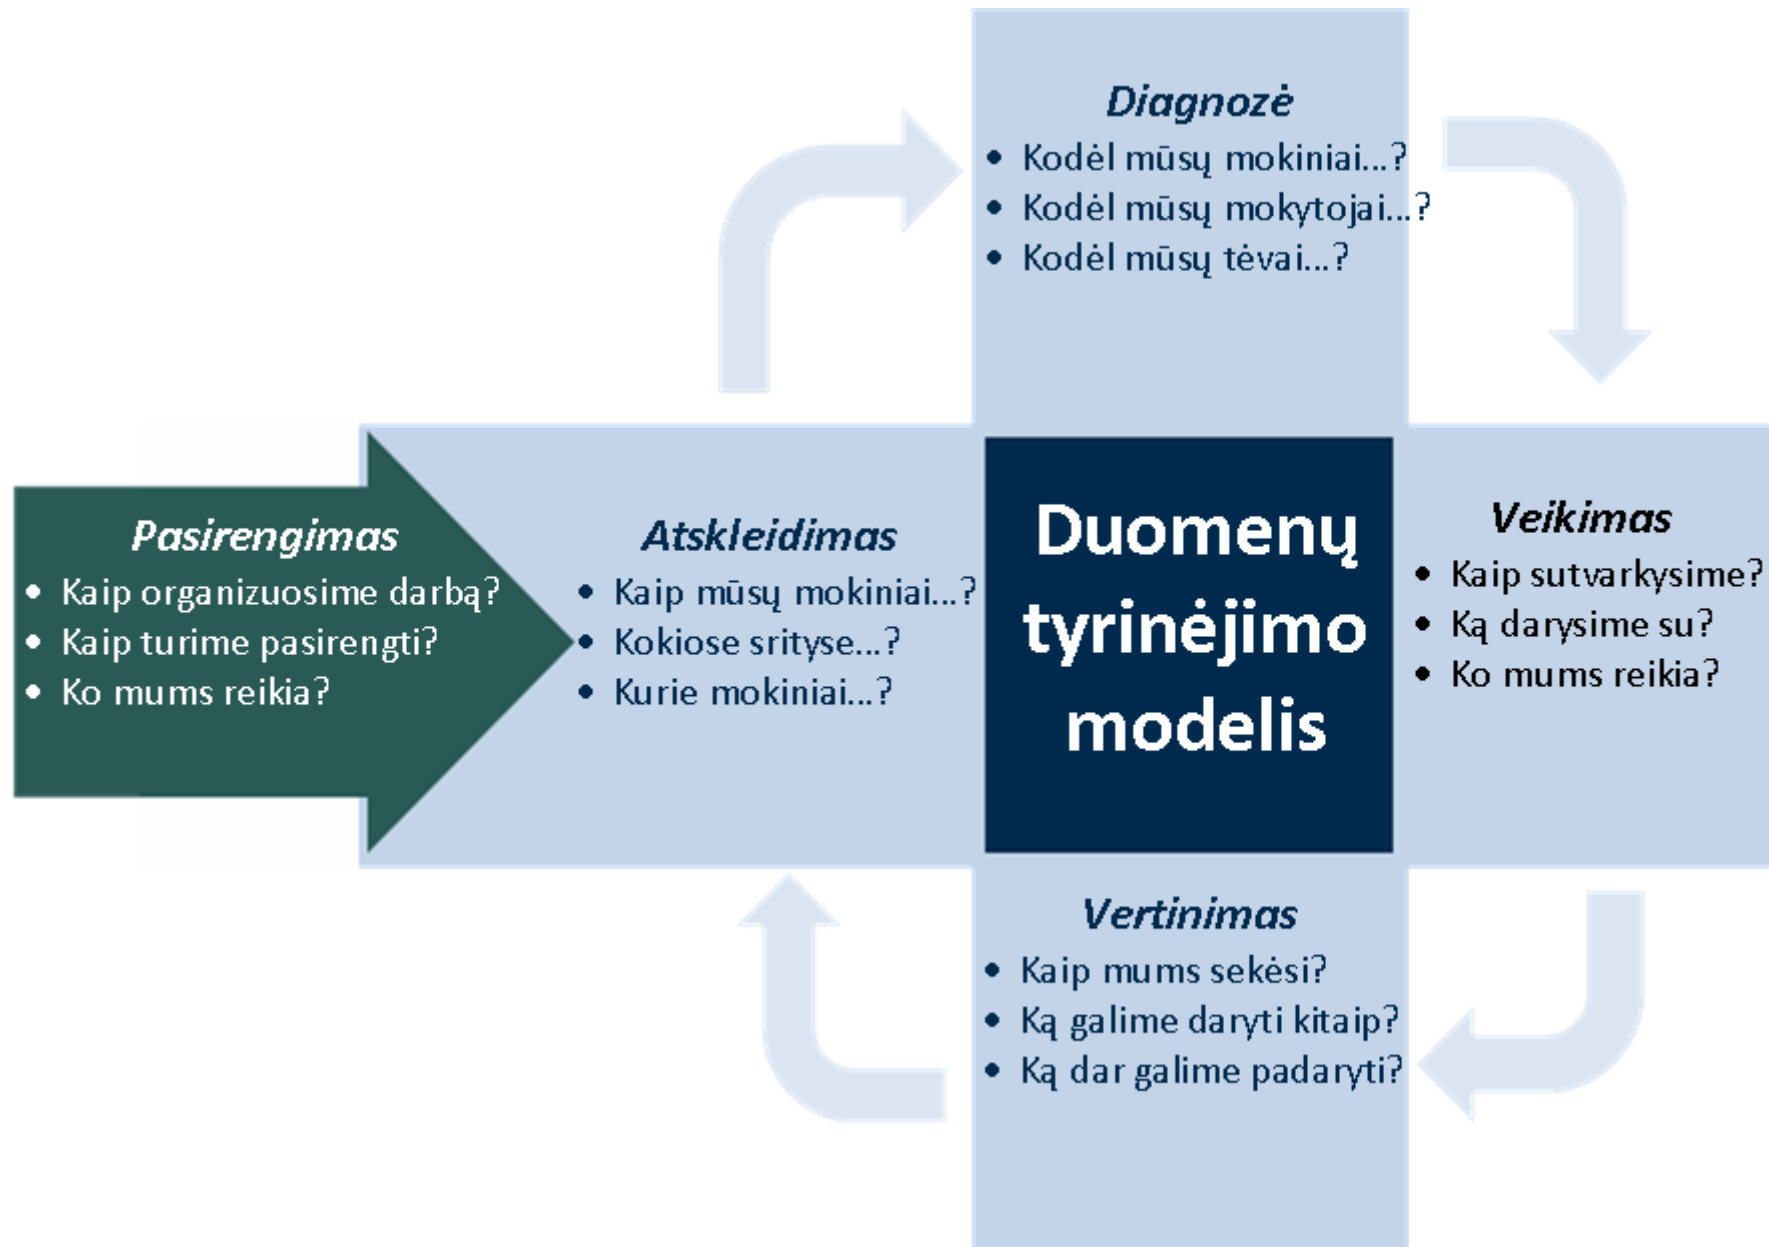 Diagnozė
• Kodėl mūsų mokiniai...?
• Kodėl mūsų mokytojai...?
• Kodėl mūsų tėvai...?
Pasirengimas
• Kaip organizuosime darbą?
• Kaip turime pasirengti?
• Ko mums reikia?
Atskleidimas
• Kaip mūsų mokiniai...?
• Kokiose srityse...?
• Kurie mokiniai...?
Duomenų
tyrinėjimo
modelis
Veikimas
• Kaip sutvarkysime?
• Ką darysime su?
• Ko mums reikia?
Vertinimas
• Kaip mums sekėsi?
• Ką galime daryti kitaip?
• Ką dar galime padaryti?